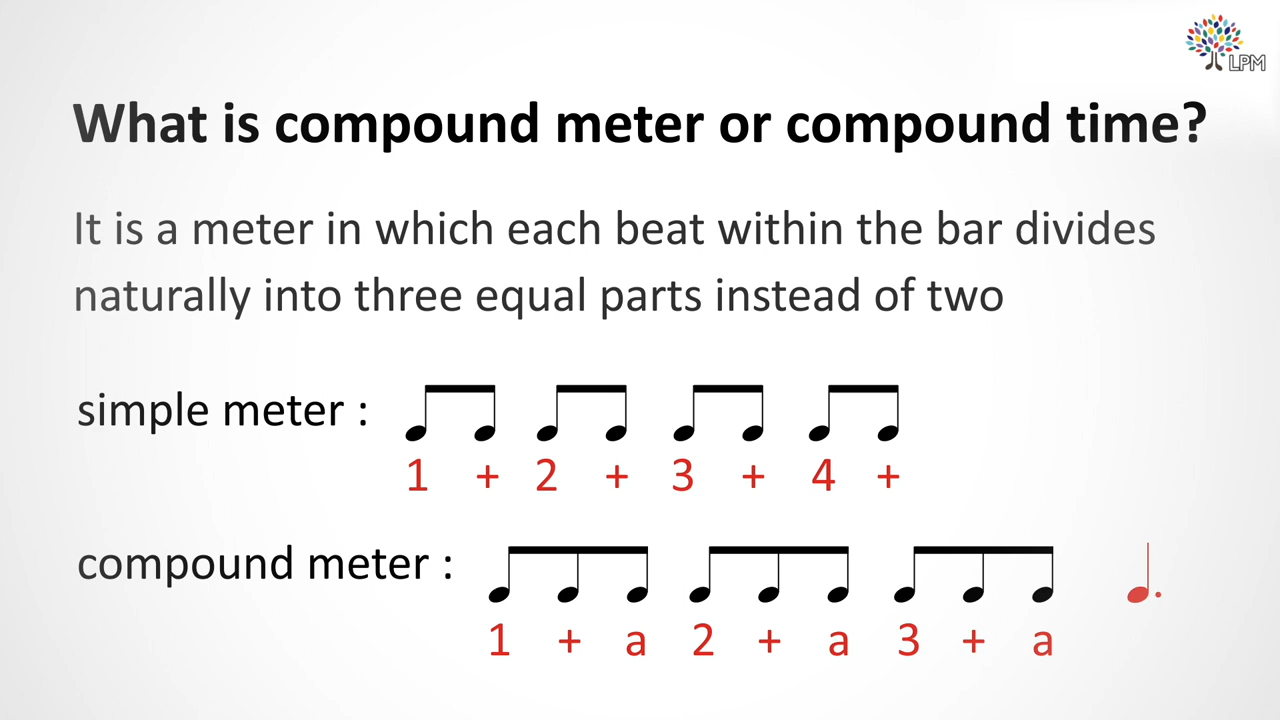 LPM
What is compound meter or compound time?
It is a meter in which each beat within the bar divides
naturally into three equal parts instead of two
simple meter :
1 + 2 + 3 + 4 +
compound meter :
1 + a 2 + a 3 + a